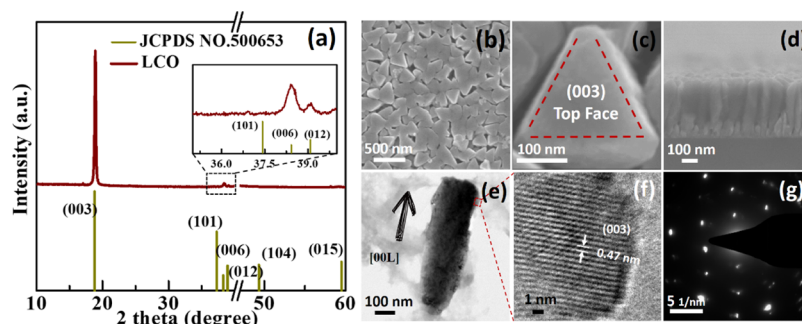 (a)
JCPDS NO.500653
LCO
Intensity (a.u.)
(101)
(006)
(012)
36.0
37.5
39.0
(003)
(101)
(006)
(012)
(104)
(015)
10
20
30
40
50
60
2 theta (degree)
(b)
500 nm
(c)
(003)
Top Face
100 nm
(d)
100 nm
(e)
[00L]
100 nm
(f)
(003)
0.47 nm
1 nm
(g)
5 1/nm